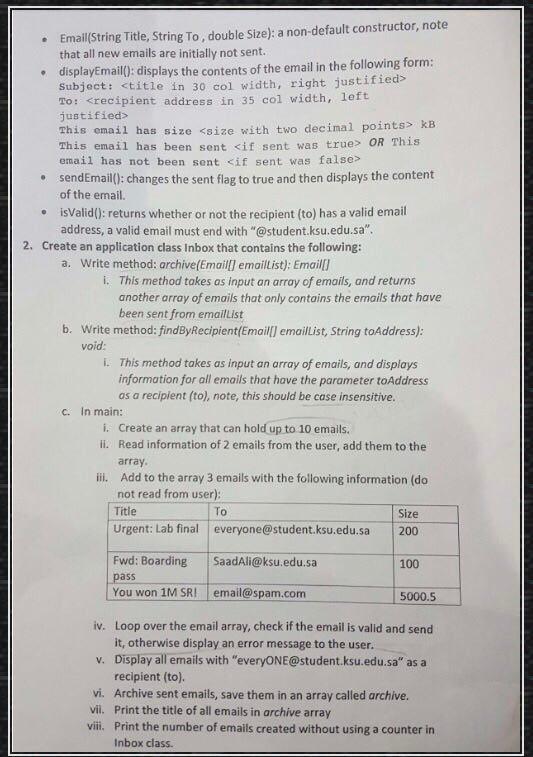 • Email(String Title, String To , double Size): a non-default constructor, note
that all new emails are initially not sent.
• displayEmail(): displays the contents of the email in the following form:
Subject: <title in 30 col width, right justified>
To: <recipient address in 35 col width, left
justified>
This email has size <size with two decimal points> kB
This email has been sent <if sent was true> OR This
email has not been sent <if sent was false>
• sendEmail(): changes the sent flag to true and then displays the content
of the email.
• isValid(): returns whether or not the recipient (to) has a valid email
address, a valid email must end with "@student.ksu.edu.sa".
2. Create an application class Inbox that contains the following:
a. Write method: archive(Email[] emailList): Email[]
i. This method takes as input an array of emails, and returns
another array of emails that only contains the emails that have
been sent from emailList
b. Write method: findByRecipient(Email[] emailList, String toAddress):
void:
i. This method takes as input an array of emails, and displays
information for all emails that have the parameter toAddress
as a recipient (to), note, this should be case insensitive.
c. In main:
i. Create an array that can hold up to 10 emails.
ii. Read information of 2 emails from the user, add them to the
array.
iii. Add to the array 3 emails with the following information (do
not read from user):
Title To Size
Urgent: Lab final everyone@student.ksu.edu.sa 200
Fwd: Boarding SaadAli@ksu.edu.sa 100
pass
You won 1M SR! email@spam.com 5000.5
iv. Loop over the email array, check if the email is valid and send
it, otherwise display an error message to the user.
v. Display all emails with "everyONE@student.ksu.edu.sa" as a
recipient (to).
vi. Archive sent emails, save them in an array called archive.
vii. Print the title of all emails in archive array
viii. Print the number of emails created without using a counter in
Inbox class.